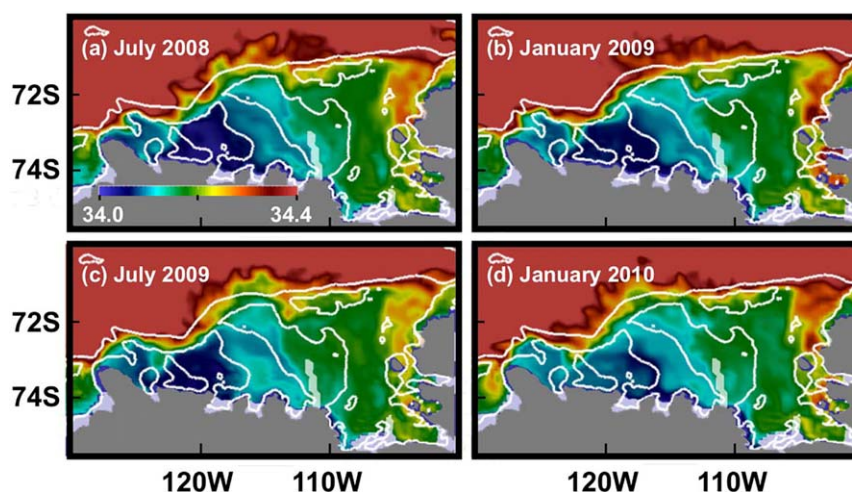 (a) July 2008
(b) January 2009
72S
74S
34.0
34.4
(c) July 2009
(d) January 2010
72S
74S
120W
110W
120W
110W